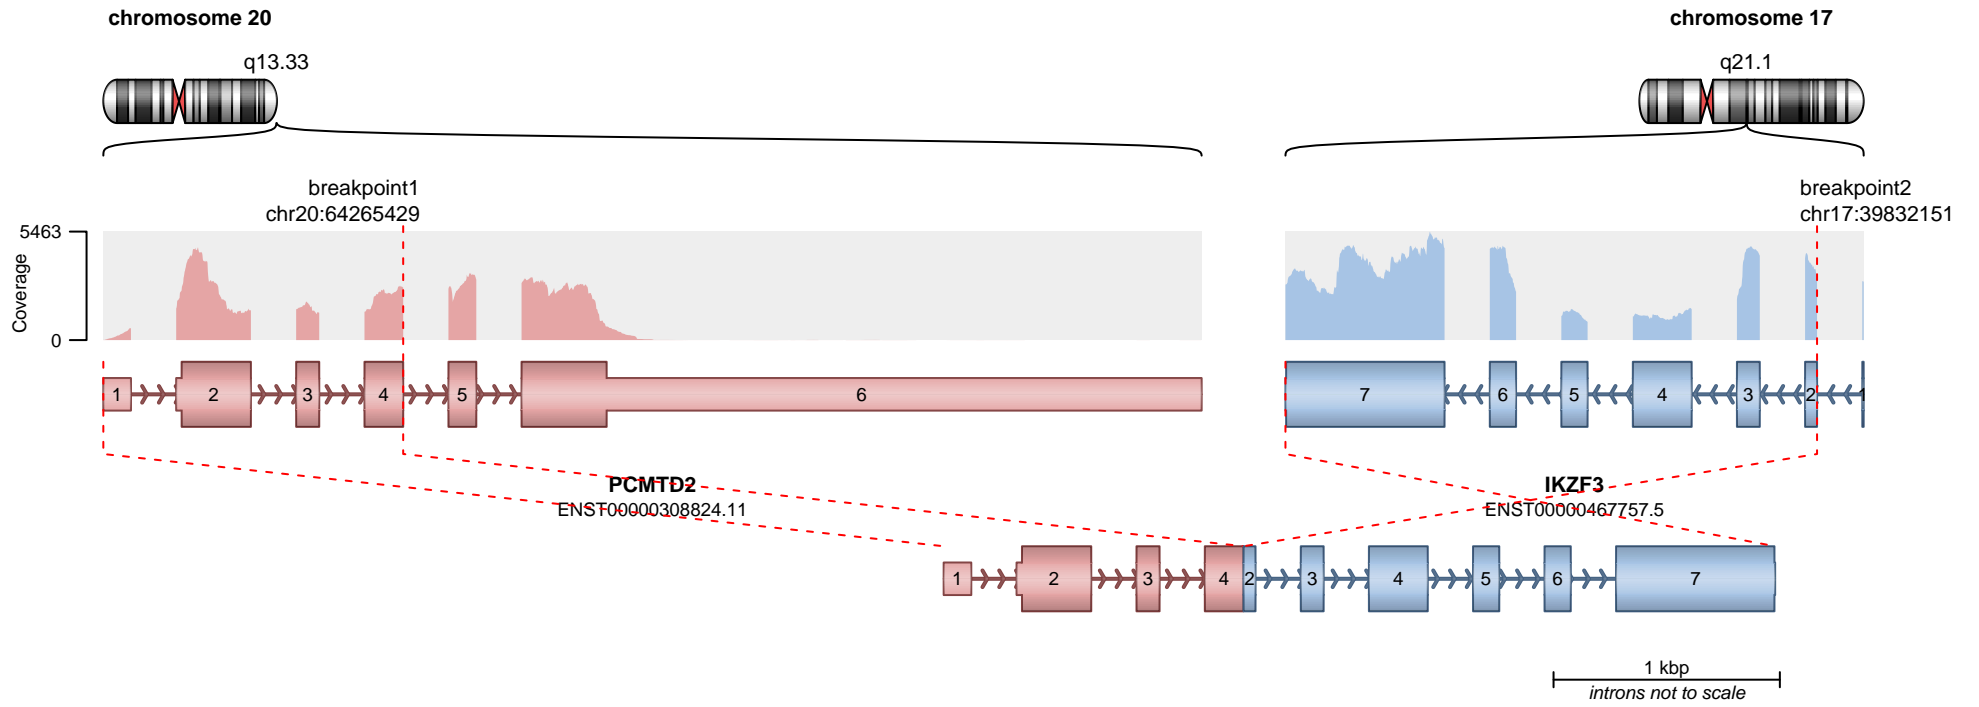 chromosome 20
chromosome 17
q13.33
q21.1
breakpoint1
chr20:64265429
breakpoint2
chr17:39832151
5463
Coverage
0
1 2 3 4 5 6
7 6 5 4 3 2 1
PCMTD2
ENST00000308824.11
IKZF3
ENST00000467757.5
1 2 3 4 2 3 4 5 6 7
1 kbp
introns not to scale